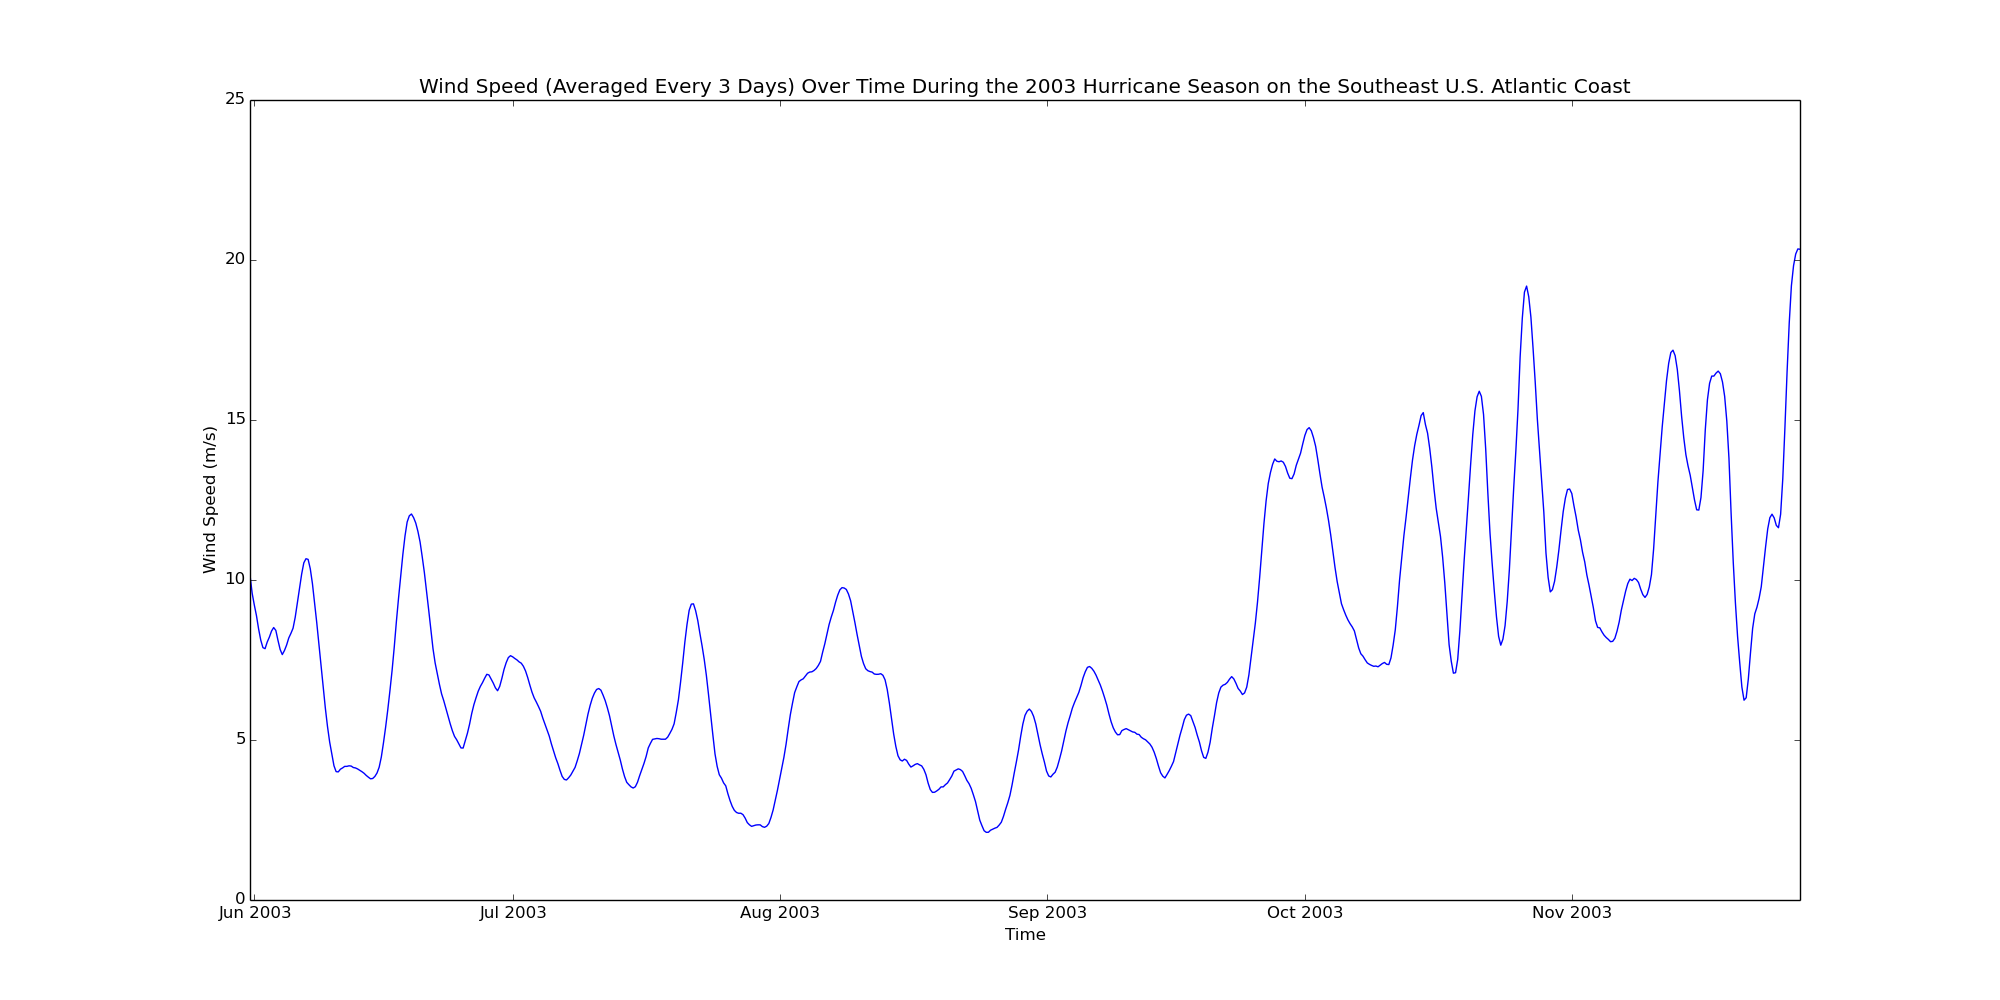 Wind Speed (Averaged Every 3 Days) Over Time During the 2003 Hurricane Season on the Southeast U.S. Atlantic Coast
25
20
15
10
5
0
Wind Speed (m/s)
Jun 2003 Jul 2003 Aug 2003 Sep 2003 Oct 2003 Nov 2003
Time